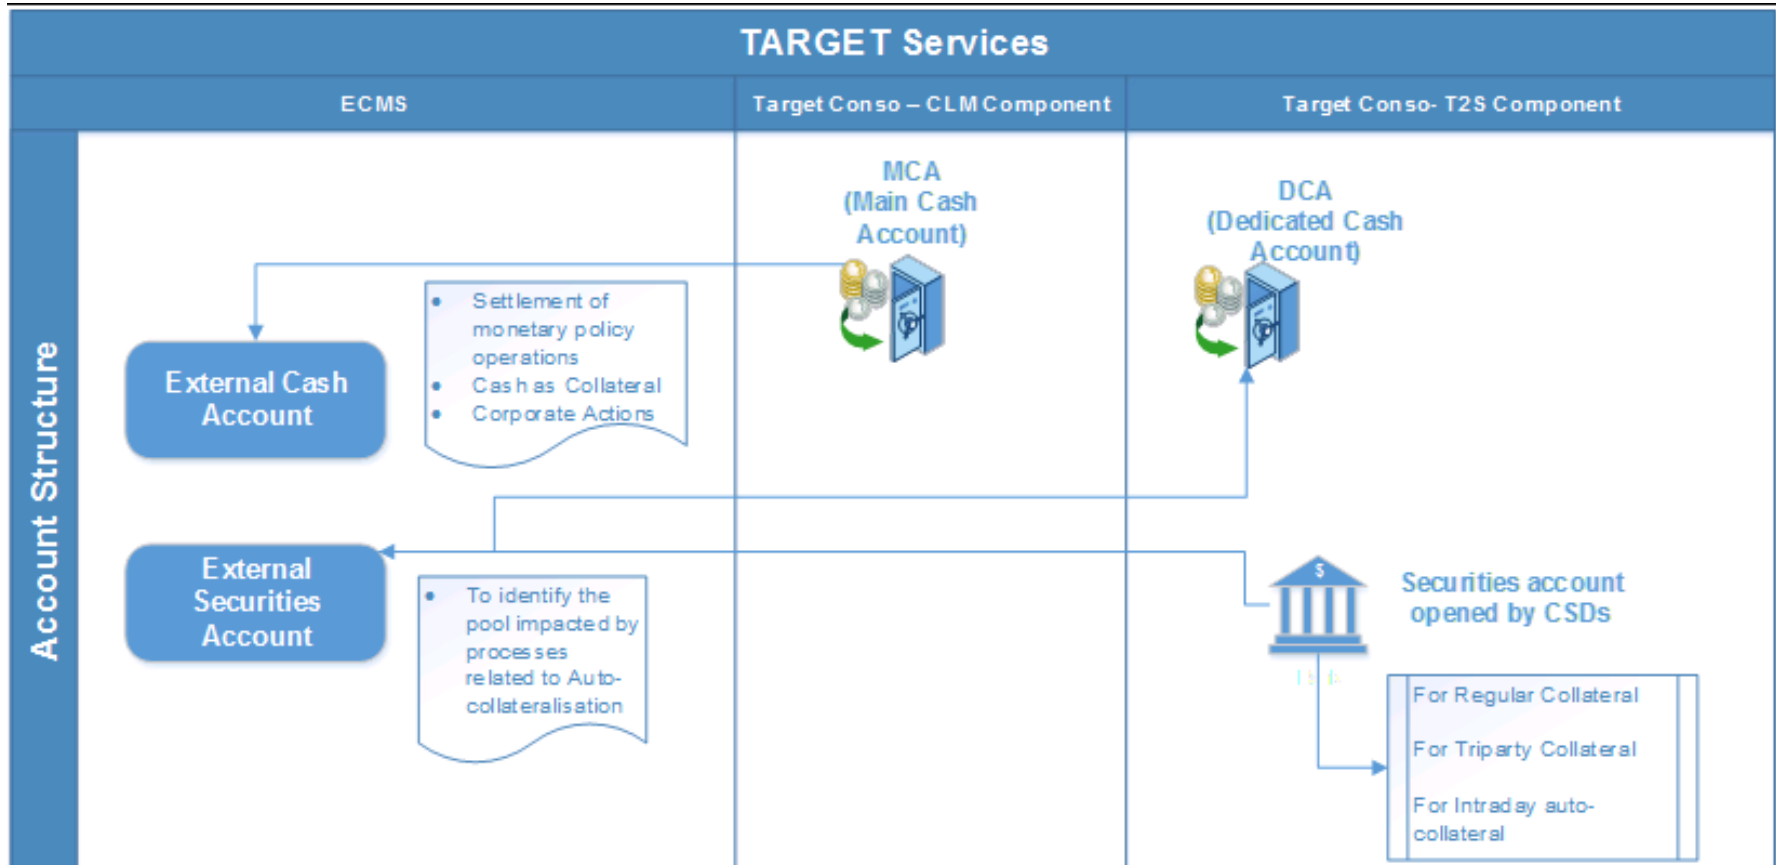 TARGET Services
ECMS
Target Conso – CLM Component
Target Conso- T2S Component
Account Structure
MCA
(Main Cash
Account)
DCA
(Dedicated Cash
Account)
External Cash
Account
• Settlement of
monetary policy
operations
• Cash as Collateral
• Corporate Actions
External
Securities
Account
• To identify the
pool impacted by
processes
related to Auto-
collateralisation
$
Securities account
opened by CSDs
For Regular Collateral
For Triparty Collateral
For Intraday auto-
collateral